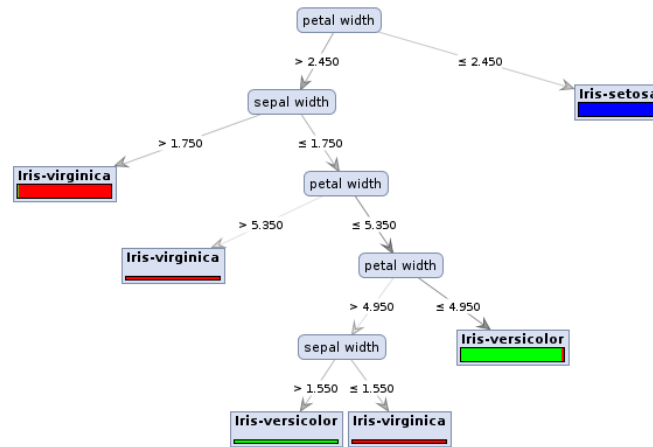 petal width
> 2.450
≤ 2.450
sepal width
Iris-setosa
> 1.750
≤ 1.750
Iris-virginica
petal width
> 5.350
≤ 5.350
Iris-virginica
petal width
> 4.950
≤ 4.950
sepal width
Iris-versicolor
> 1.550
≤ 1.550
Iris-versicolor
Iris-virginica